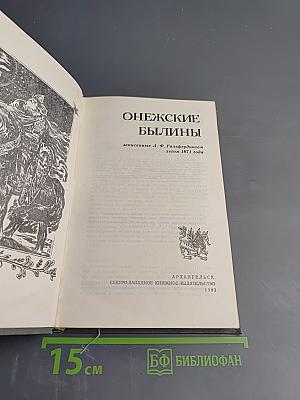 ОНЕЖСКИЕ
БЫЛИНЫ
записанные А. Ф. Гильфердингом
летом 1871 года
АРХАНГЕЛЬСК
СЕВЕРО-ЗАПАДНОЕ КНИЖНОЕ ИЗДАТЕЛЬСТВО
1983
15 см
БФ БИБЛИОФАН